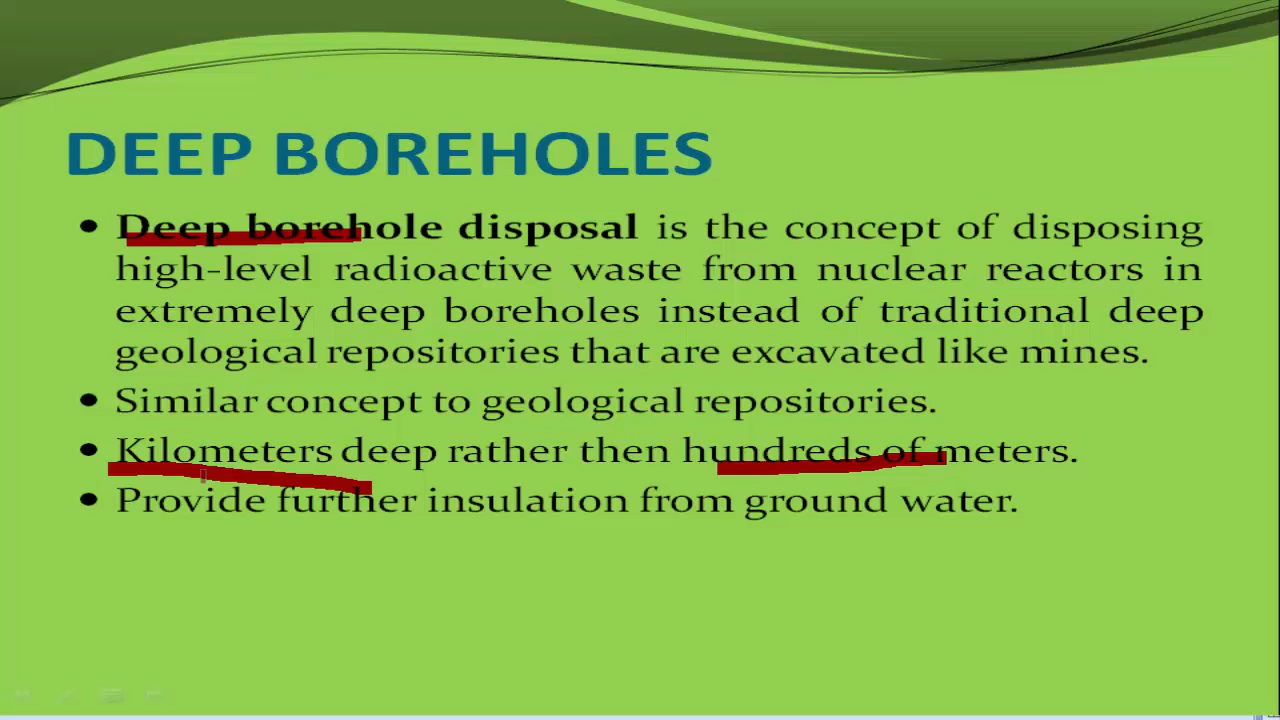 DEEP BOREHOLES
• Deep borehole disposal is the concept of disposing
high-level radioactive waste from nuclear reactors in
extremely deep boreholes instead of traditional deep
geological repositories that are excavated like mines.
• Similar concept to geological repositories.
• Kilometers deep rather then hundreds of meters.
• Provide further insulation from ground water.